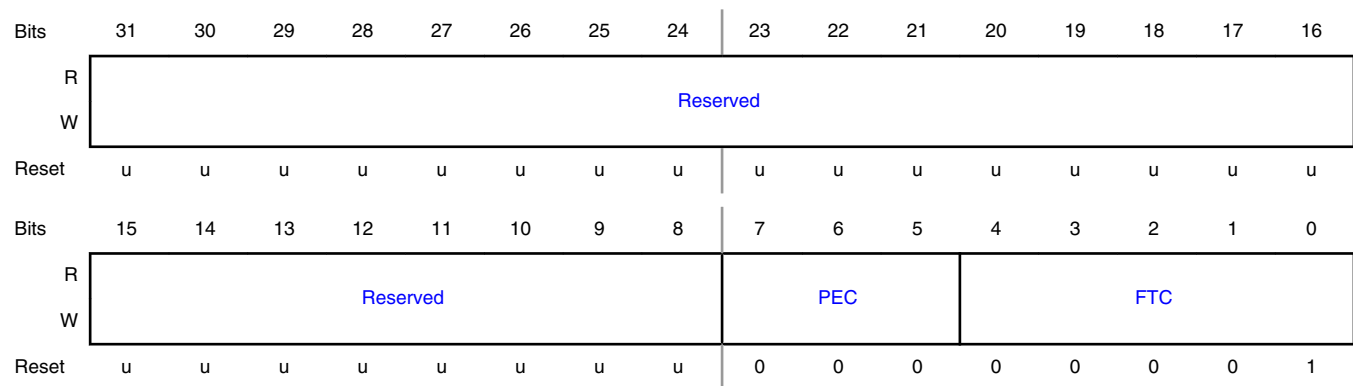 Bits 31 30 29 28 27 26 25 24 23 22 21 20 19 18 17 16
R
Reserved
W
Reset u u u u u u u u u u u u u u u u
Bits 15 14 13 12 11 10 9 8 7 6 5 4 3 2 1 0
R
Reserved PEC FTC
W
Reset u u u u u u u u 0 0 0 0 0 0 0 1